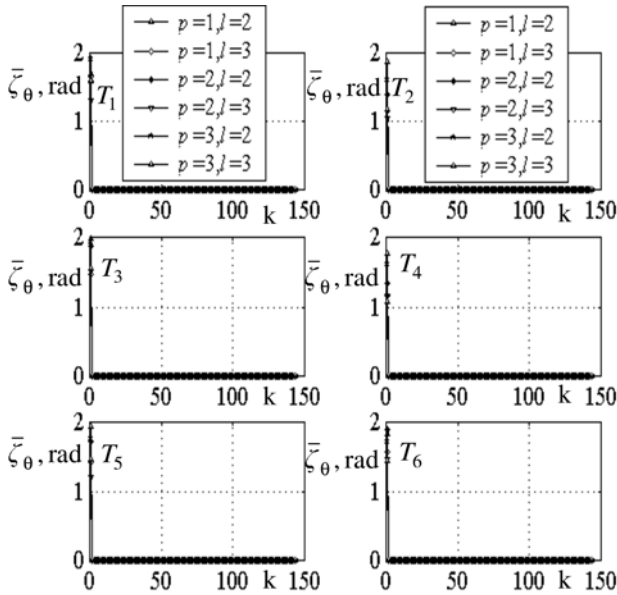 p=1,l=2
p=1,l=3
p=2,l=2
p=2,l=3
p=3,l=2
p=3,l=3
2
ζ̄θ, rad
T1
1
0
0 50 100 k 150
p=1,l=2
p=1,l=3
p=2,l=2
p=2,l=3
p=3,l=2
p=3,l=3
2
ζ̄θ, rad
T2
1
0
0 50 100 k 150
2
ζ̄θ, rad
T3
1
0
0 50 100 k 150
2
ζ̄θ, rad
T4
1
0
0 50 100 k 150
2
ζ̄θ, rad
T5
1
0
0 50 100 k 150
2
ζ̄θ, rad
T6
1
0
0 50 100 k 150